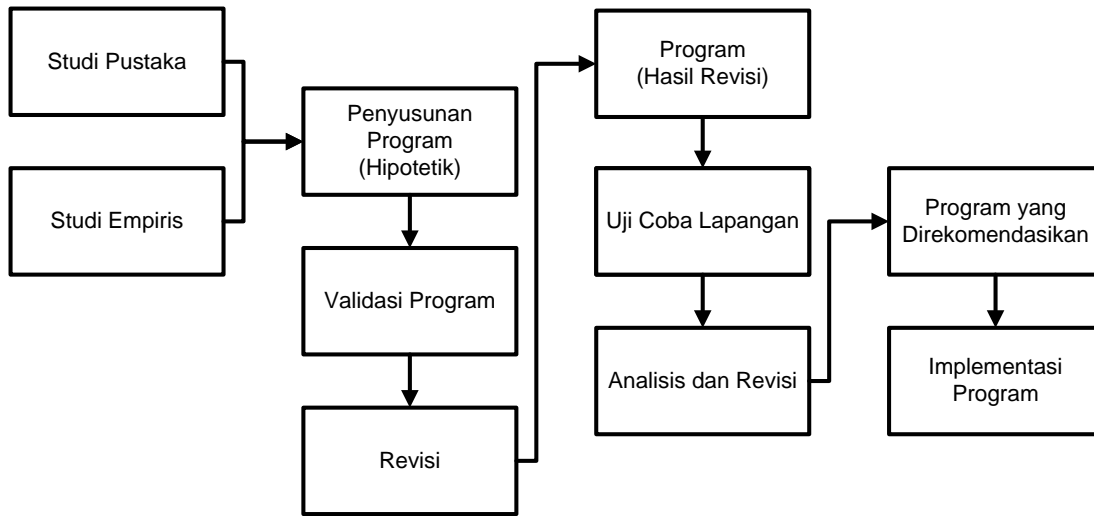 Studi Pustaka
Studi Empiris
Penyusunan
Program
(Hipotetik)
Validasi Program
Revisi
Program
(Hasil Revisi)
Uji Coba Lapangan
Analisis dan Revisi
Program yang
Direkomendasikan
Implementasi
Program